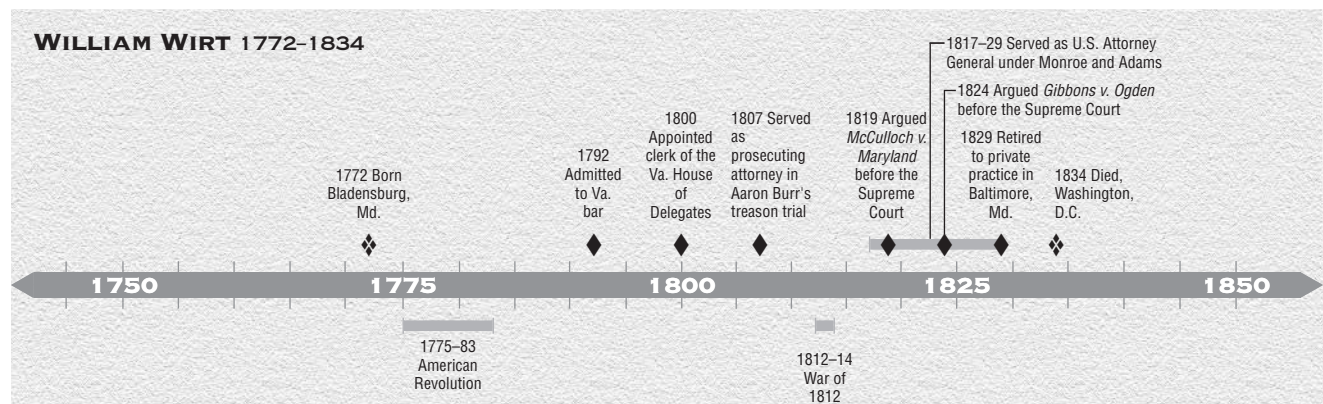 WILLIAM WIRT 1772–1834
1772 Born
Bladensburg,
Md.
1792
Admitted
to Va.
bar
1800
Appointed
clerk of the
Va. House
of
Delegates
1807 Served
as
prosecuting
attorney in
Aaron Burr's
treason trial
1819 Argued
McCulloch v.
Maryland
before the
Supreme
Court
1817–29 Served as U.S. Attorney
General under Monroe and Adams
1824 Argued Gibbons v. Ogden
before the Supreme Court
1829 Retired
to private
practice in
Baltimore,
Md.
1834 Died,
Washington,
D.C.
1750 1775 1800 1825 1850
1775–83
American
Revolution
1812–14
War of
1812